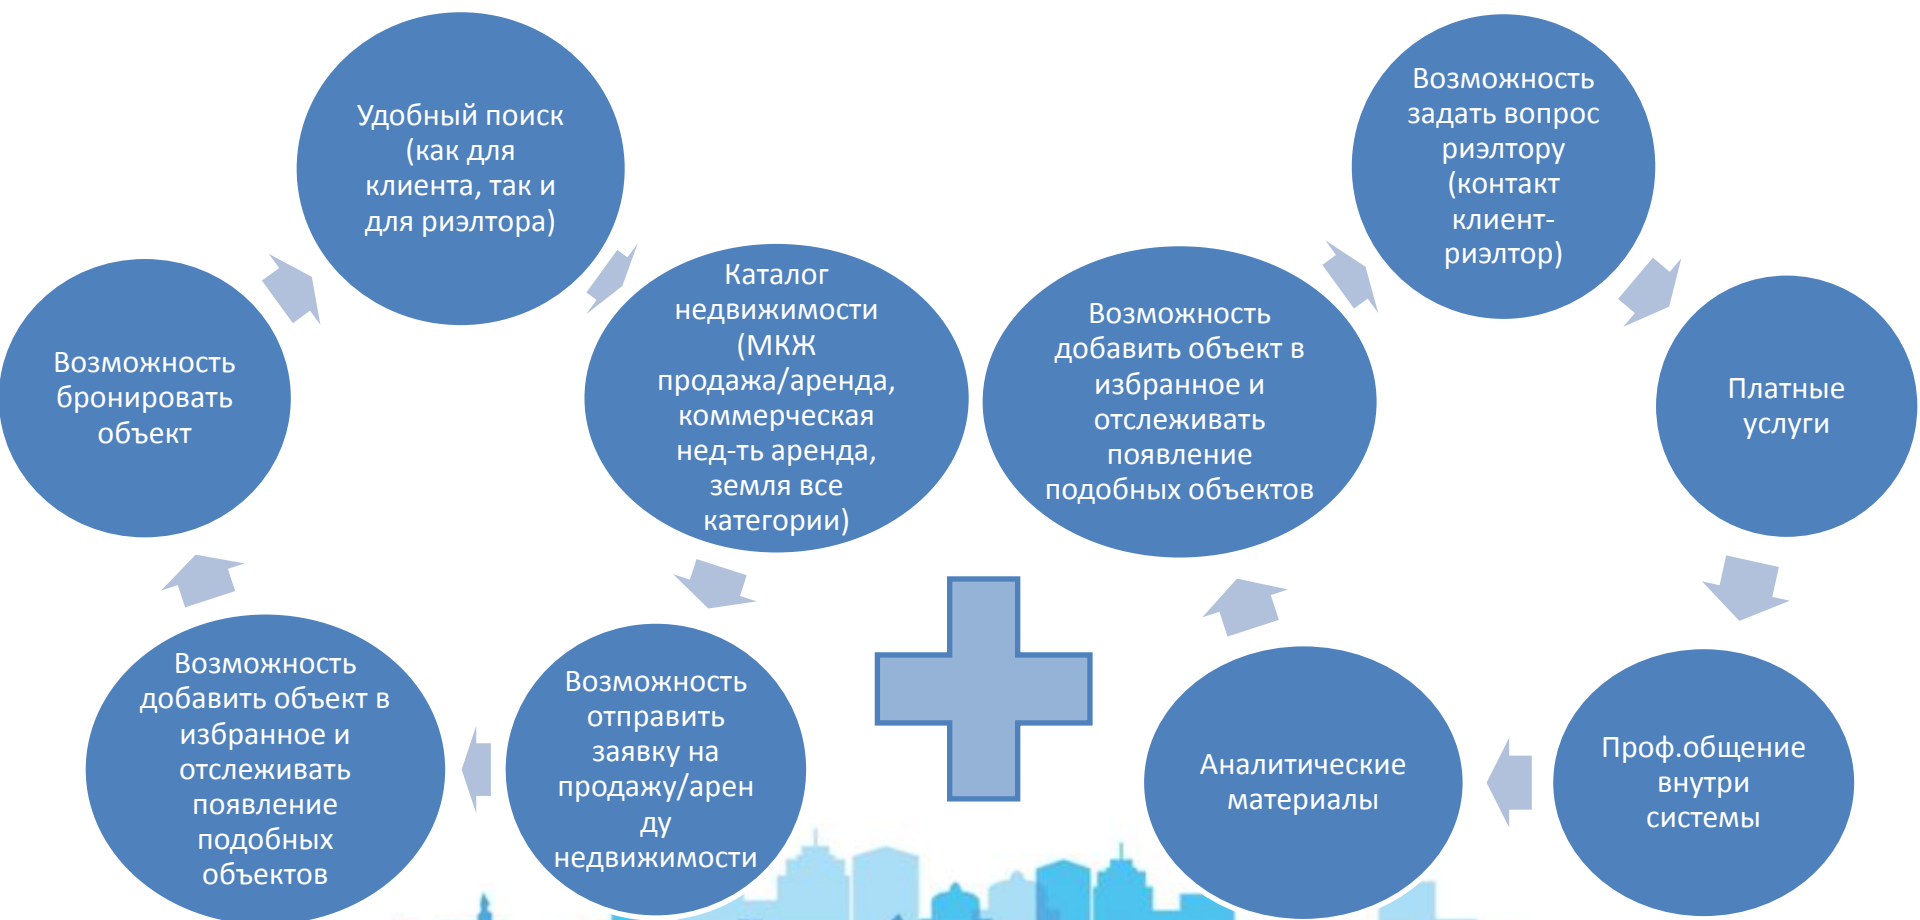 Удобный поиск
(как для
клиента, так и
для риэлтора)
Каталог
недвижимости
(МКЖ
продажа/аренда,
коммерческая
нед-ть аренда,
земля все
категории)
Возможность
отправить
заявку на
продажу/арен
ду
недвижимости
Возможность
добавить объект в
избранное и
отслеживать
появление
подобных
объектов
Возможность
бронировать
объект
Возможность
задать вопрос
риэлтору
(контакт
клиент-
риэлтор)
Платные
услуги
Проф.общение
внутри
системы
Аналитические
материалы
Возможность
добавить объект в
избранное и
отслеживать
появление
подобных объектов